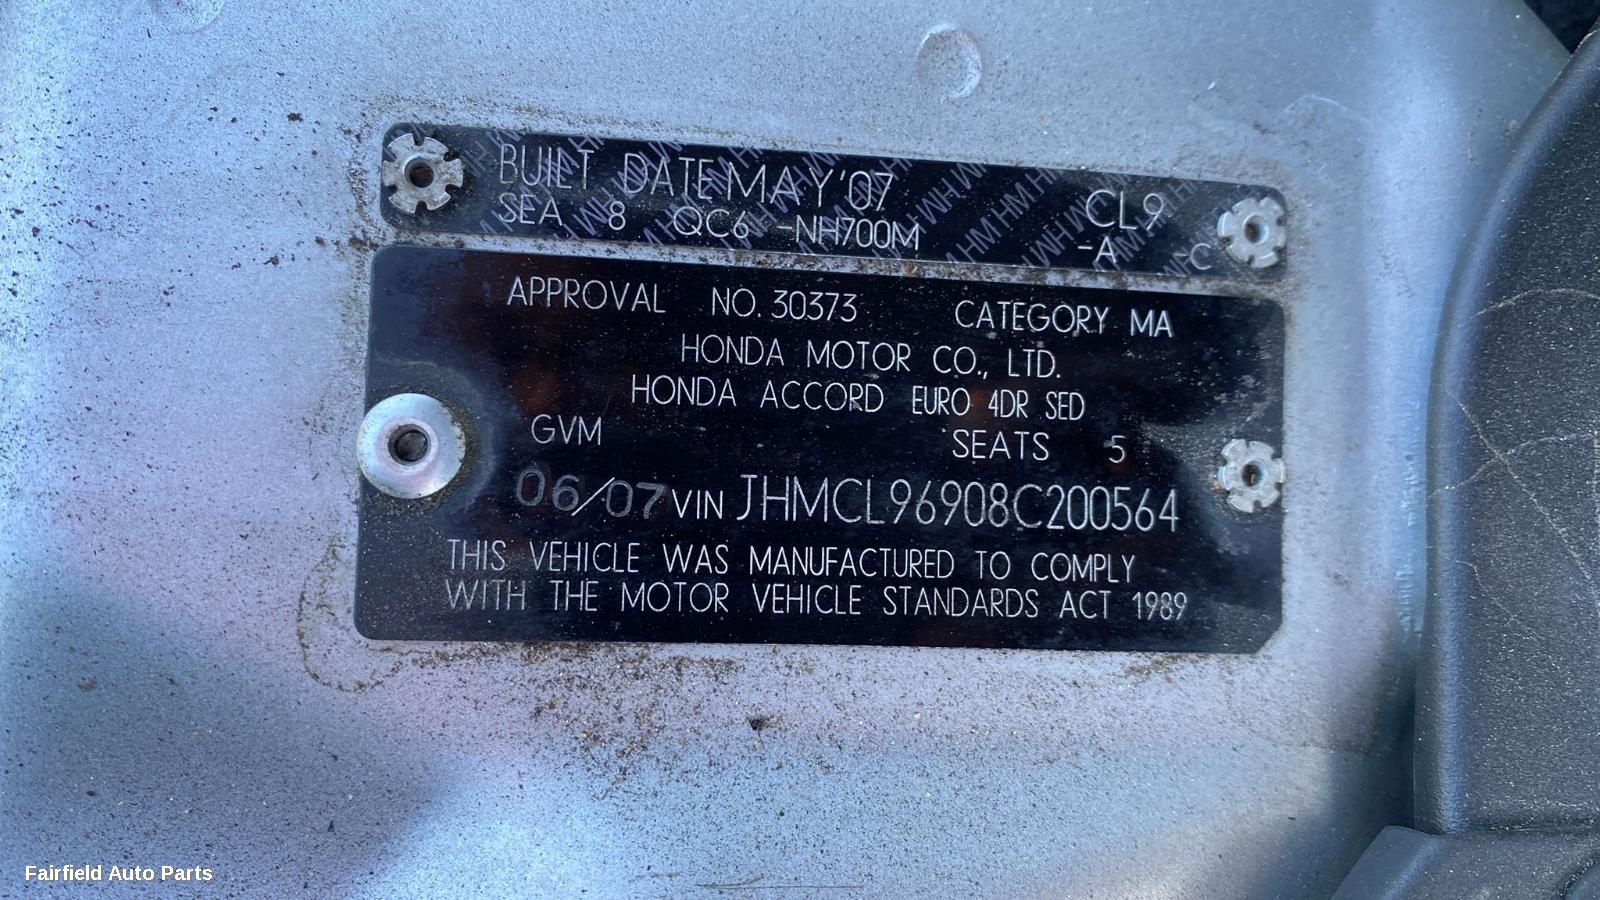 BUILT DATE MAY'07 CL9
SEA 8 QC6 -NH700M -A -C
APPROVAL NO. 30373 CATEGORY MA
HONDA MOTOR CO., LTD.
HONDA ACCORD EURO 4DR SED
GVM SEATS 5
06/07 VIN JHMCL96908C200564
THIS VEHICLE WAS MANUFACTURED TO COMPLY
WITH THE MOTOR VEHICLE STANDARDS ACT 1989
Fairfield Auto Parts